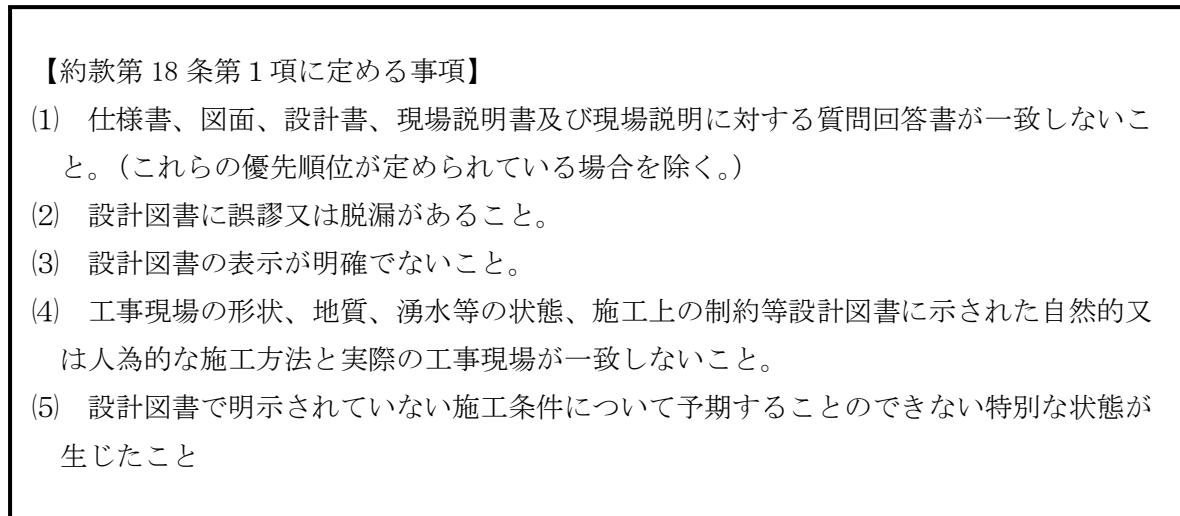 【約款第 18 条第１項に定める事項】
⑴　仕様書、図面、設計書、現場説明書及び現場説明に対する質問回答書が一致しないこ
と。（これらの優先順位が定められている場合を除く。）
⑵　設計図書に誤謬又は脱漏があること。
⑶　設計図書の表示が明確でないこと。
⑷　工事現場の形状、地質、湧水等の状態、施工上の制約等設計図書に示された自然的又
は人為的な施工方法と実際の工事現場が一致しないこと。
⑸　設計図書で明示されていない施工条件について予期することのできない特別な状態が
生じたこと